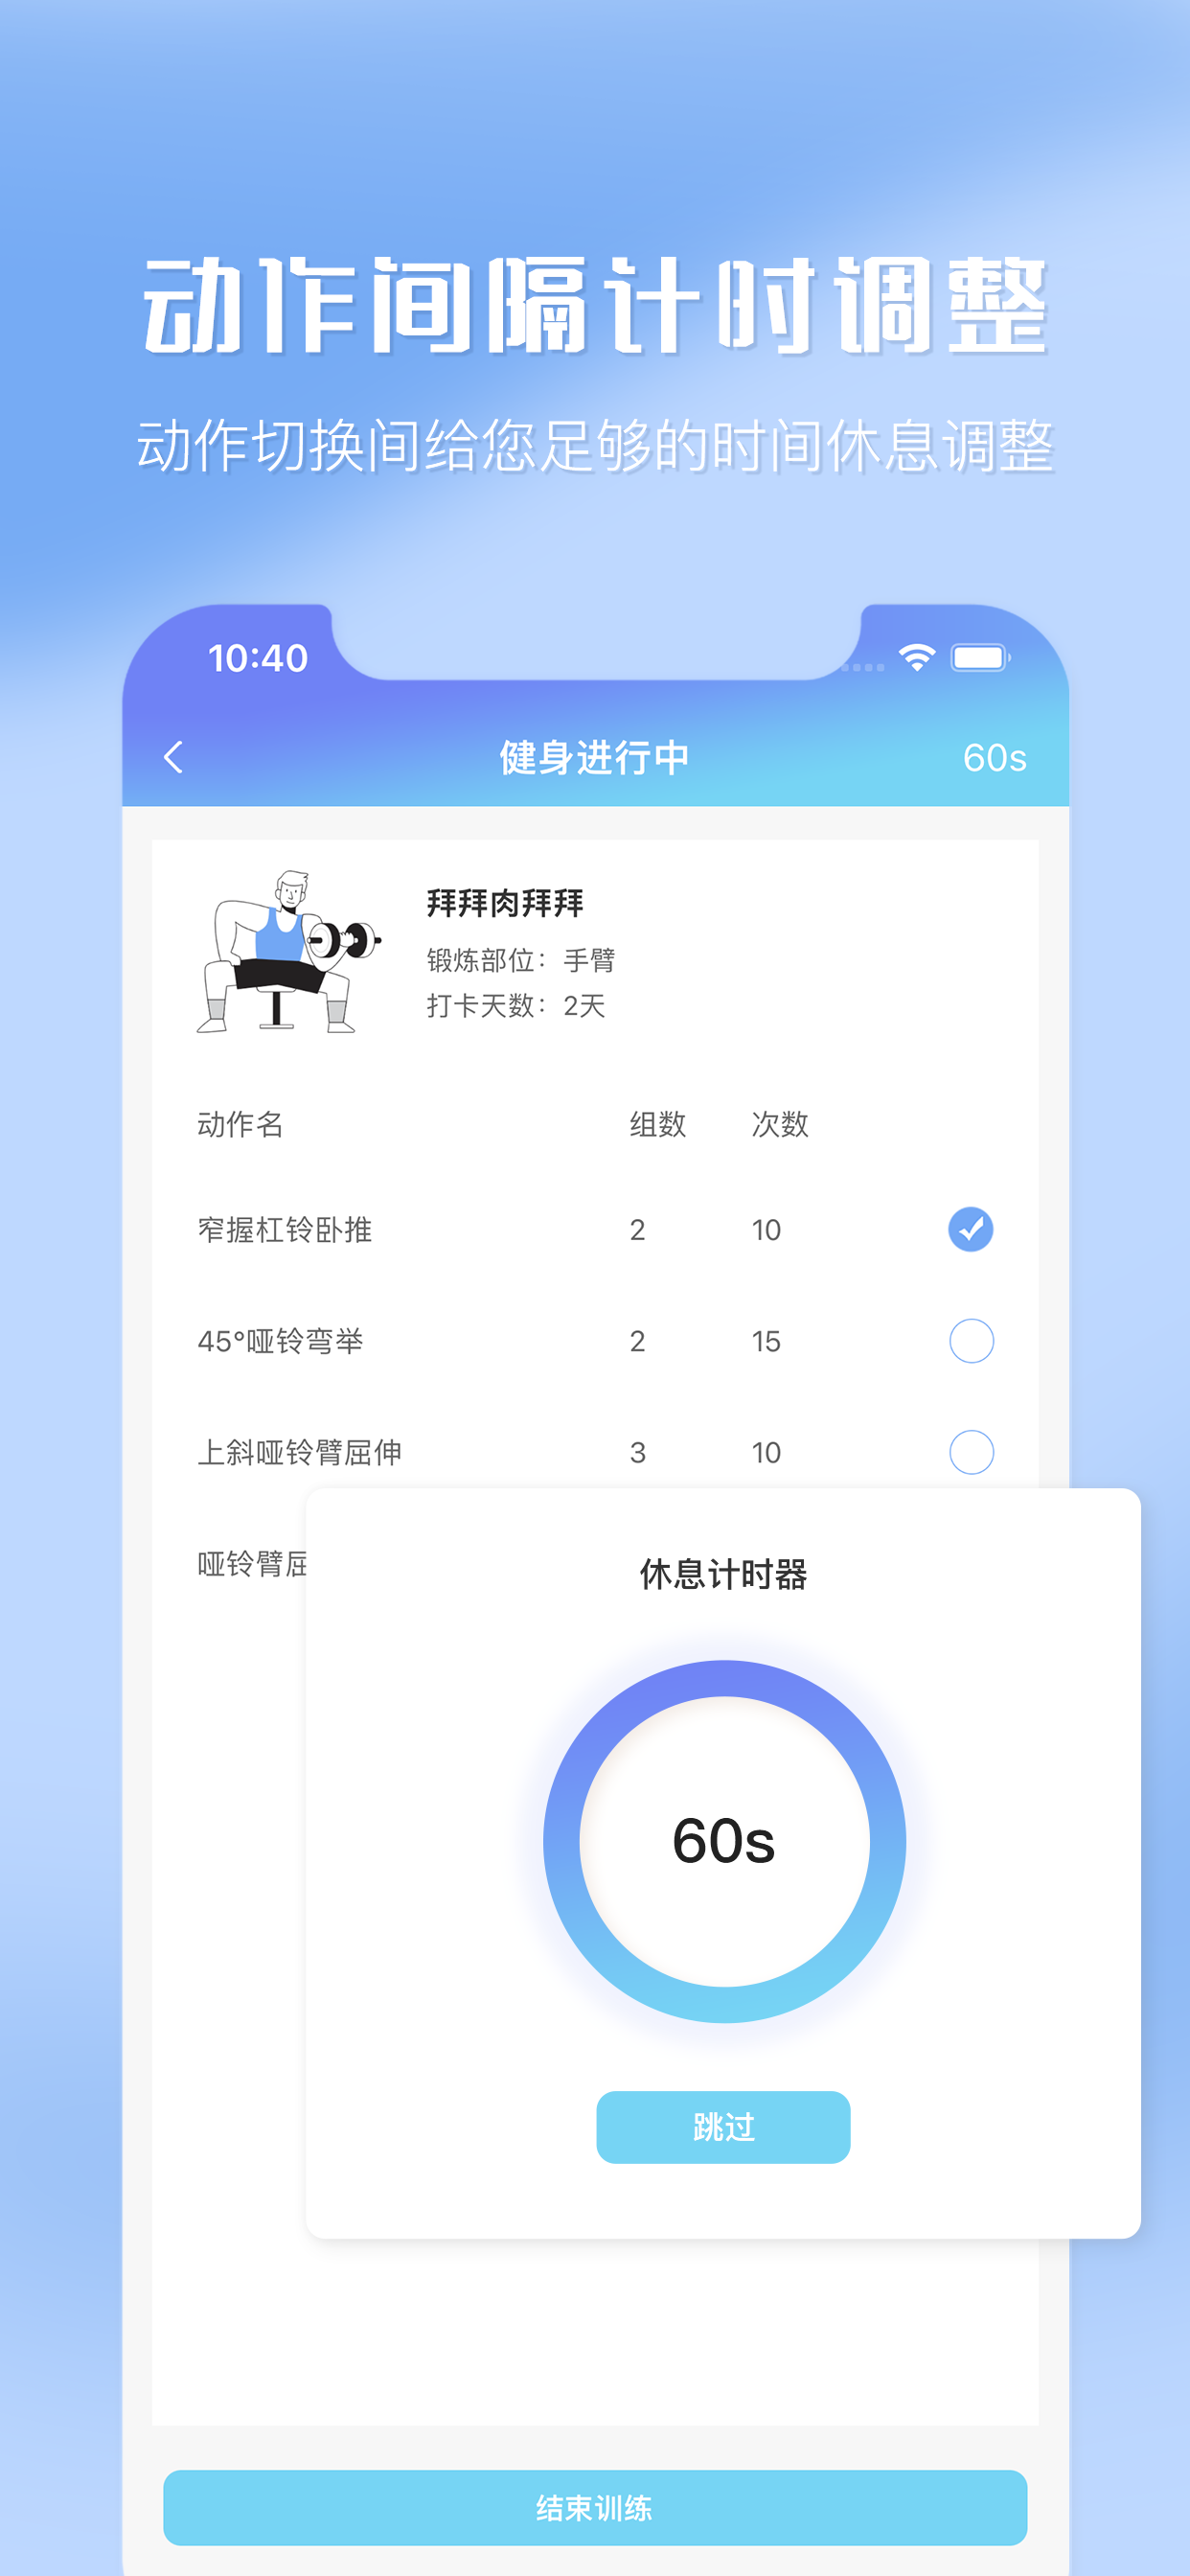 动作间隔计时调整
动作切换间给您足够的时间休息调整
10:40
健身进行中 60s
拜拜肉拜拜
锻炼部位：手臂
打卡天数：2天
动作名 组数 次数
窄握杠铃卧推 2 10
45°哑铃弯举 2 15
上斜哑铃臂屈伸 3 10
哑铃臂屈
休息计时器
60s
跳过
结束训练